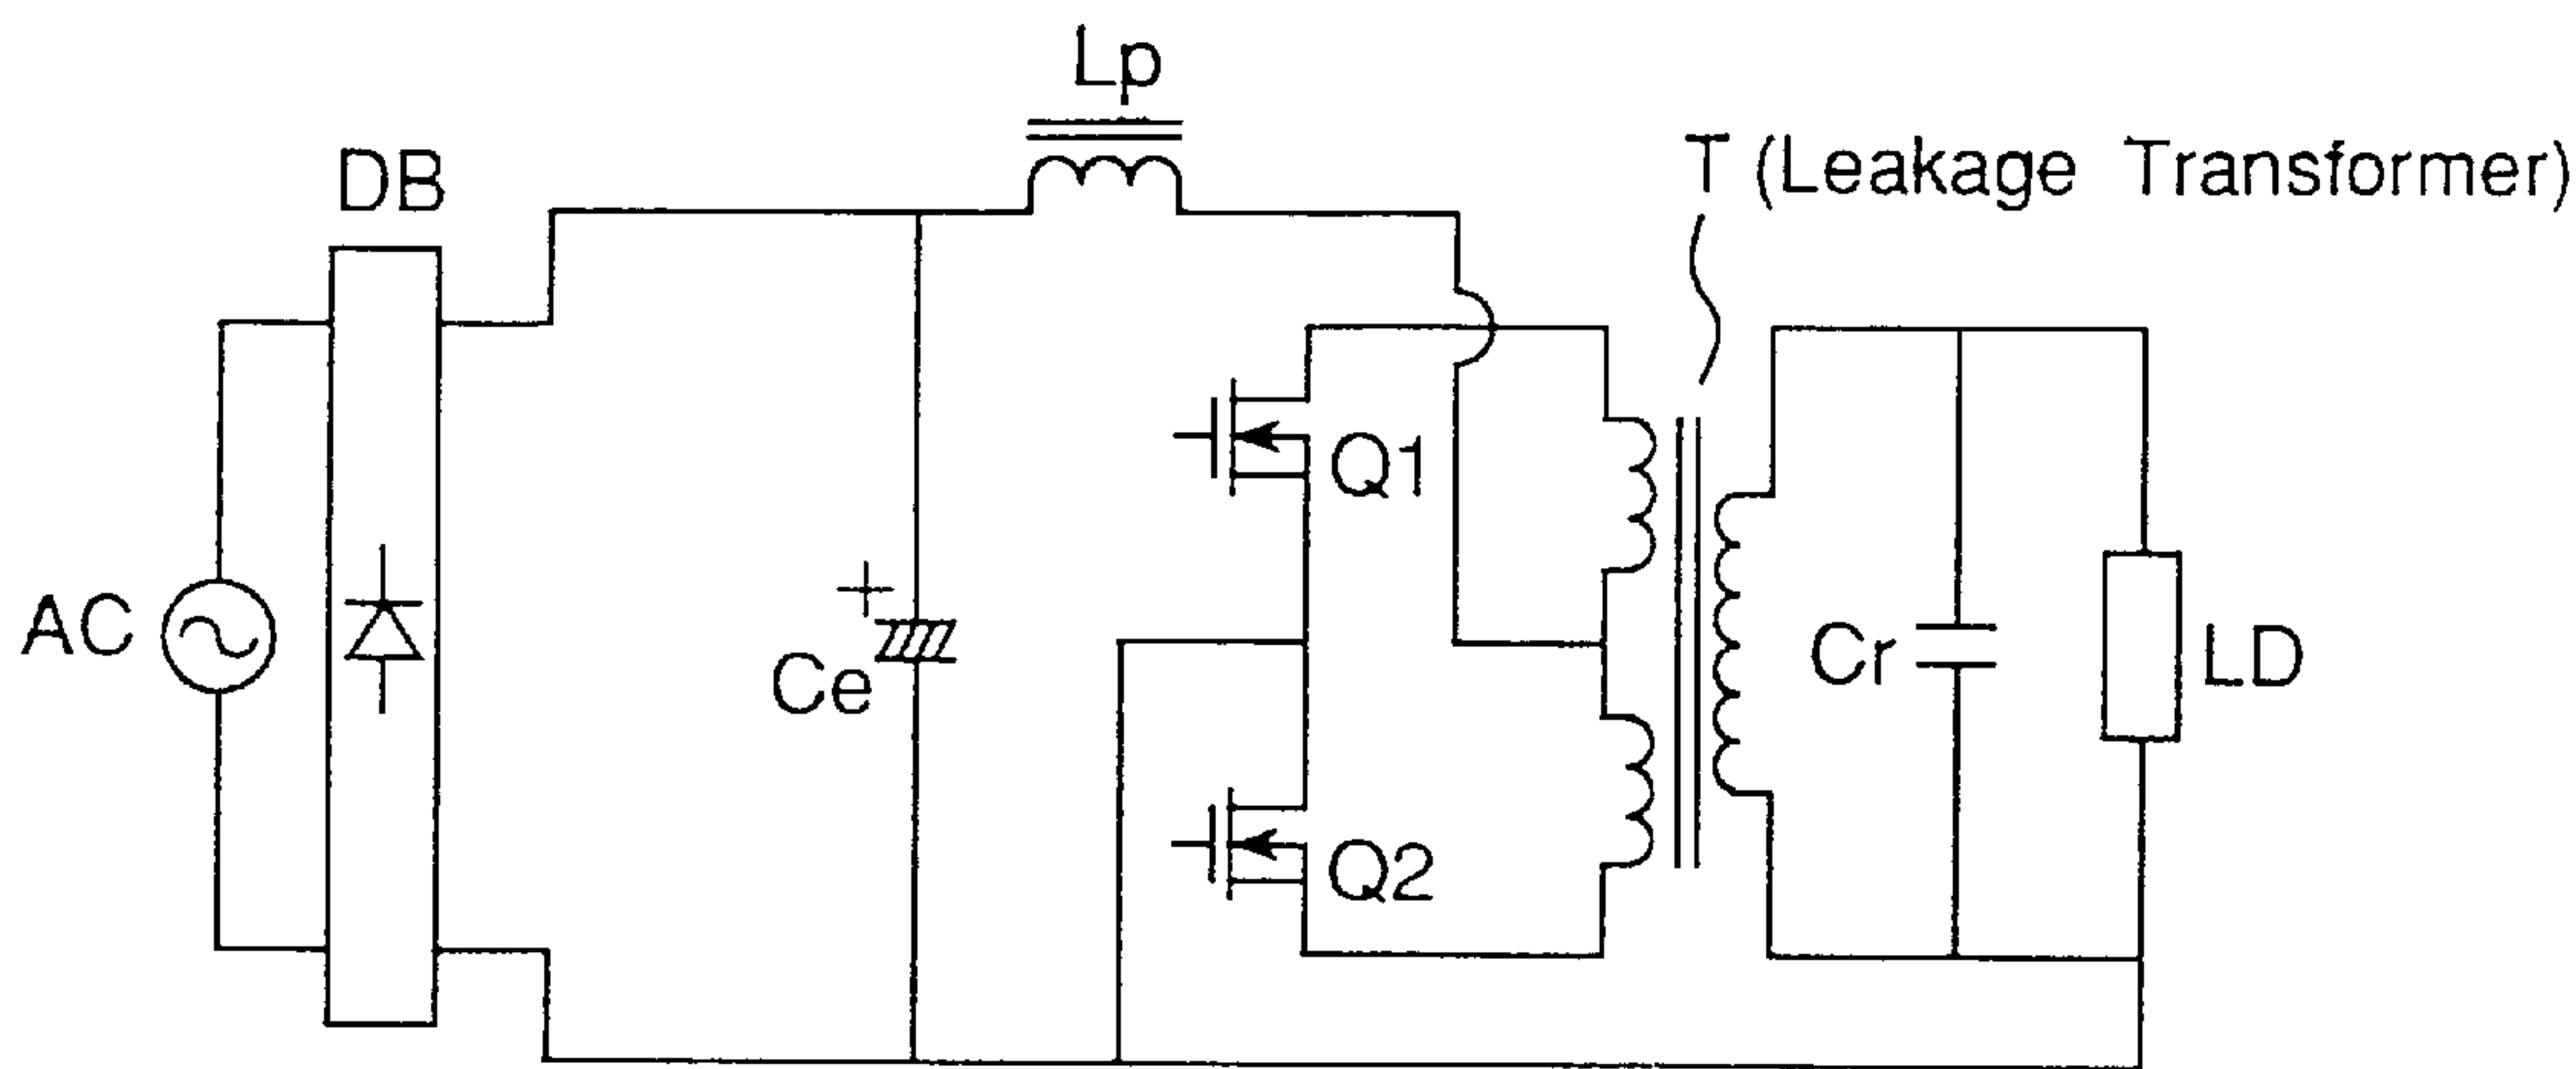 Lp
DB
T (Leakage Transformer)
Q1
AC
+
Ce
Cr
LD
Q2